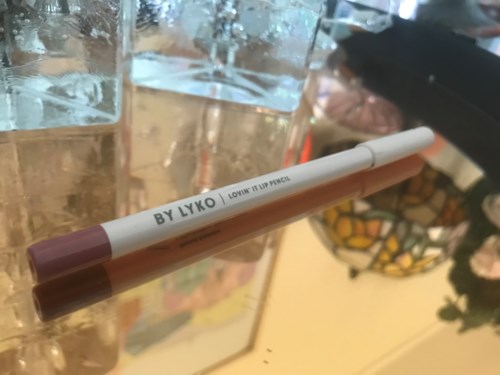 BY LYKO | LOVIN' IT LIP PENCIL